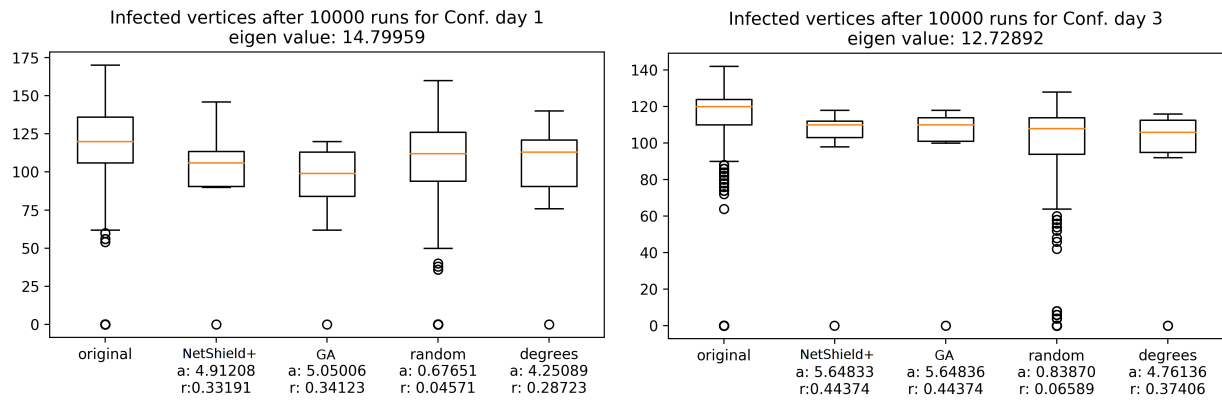 Infected vertices after 10000 runs for Conf. day 1
eigen value: 14.79959
175
150
125
100
75
50
25
0
original
NetShield+
a: 4.91208
r:0.33191
GA
a: 5.05006
r: 0.34123
random
a: 0.67651
r: 0.04571
degrees
a: 4.25089
r: 0.28723
Infected vertices after 10000 runs for Conf. day 3
eigen value: 12.72892
140
120
100
80
60
40
20
0
original
NetShield+
a: 5.64833
r:0.44374
GA
a: 5.64836
r: 0.44374
random
a: 0.83870
r: 0.06589
degrees
a: 4.76136
r: 0.37406